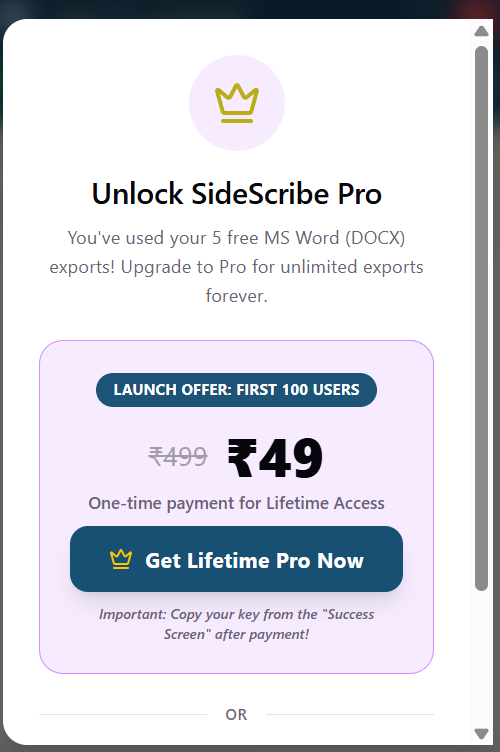 Unlock SideScribe Pro
You've used your 5 free MS Word (DOCX)
exports! Upgrade to Pro for unlimited exports
forever.
LAUNCH OFFER: FIRST 100 USERS
₹499 ₹49
One-time payment for Lifetime Access
Get Lifetime Pro Now
Important: Copy your key from the "Success
Screen" after payment!
OR